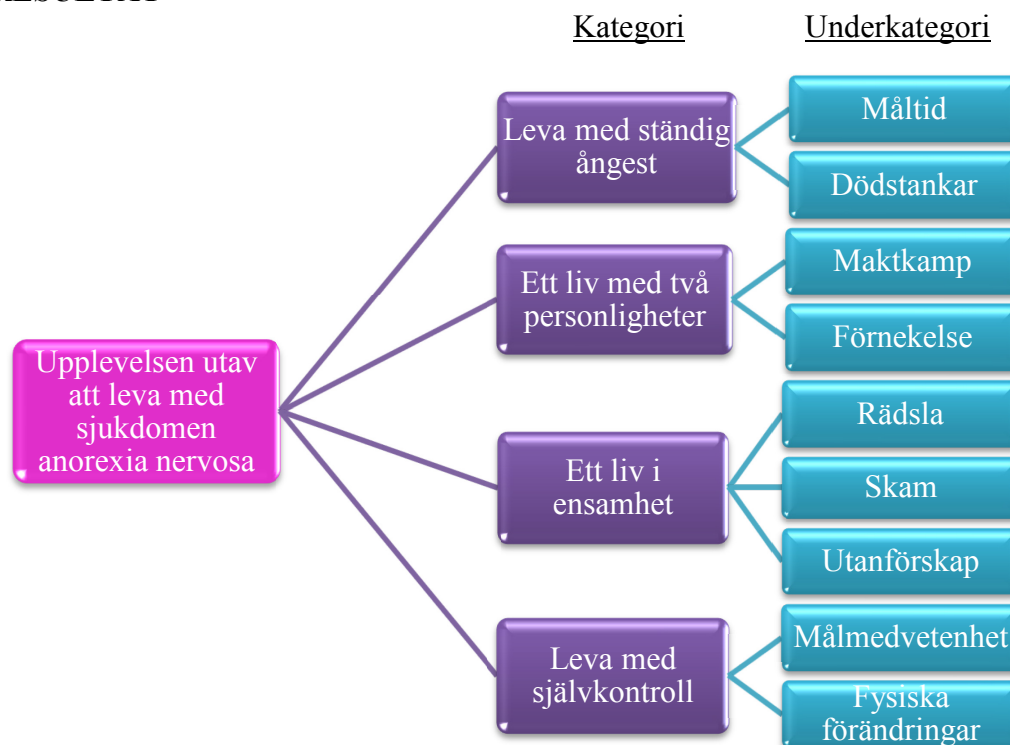 Kategori
Underkategori
Leva med ständig
ångest
Måltid
Dödstankar
Ett liv med två
personligheter
Maktkamp
Förnekelse
Upplevelsen utav
att leva med
sjukdomen
anorexia nervosa
Ett liv i
ensamhet
Rädsla
Skam
Utanförskap
Leva med
självkontroll
Målmedvetenhet
Fysiska
förändringar